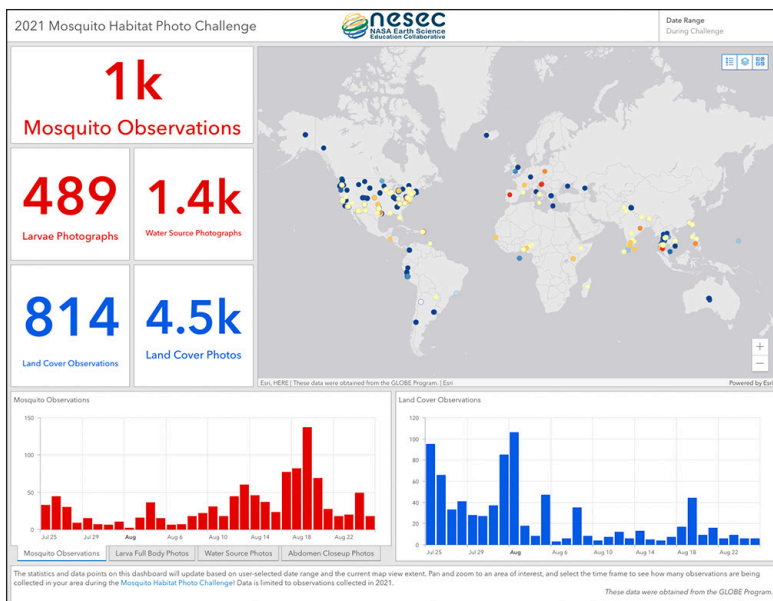 2021 Mosquito Habitat Photo Challenge
nesec
NASA Earth Science
Education Collaborative
Date Range
During Challenge
1k
Mosquito Observations
489
Larvae Photographs
1.4k
Water Source Photographs
814
Land Cover Observations
4.5k
Land Cover Photos
+
−
Esri, HERE | These data were obtained from the GLOBE Program. | Esri
Powered by Esri
Mosquito Observations
150
100
50
0
Jul 25
Jul 29
Aug
Aug 6
Aug 10
Aug 14
Aug 18
Aug 22
Mosquito Observations
Larva Full Body Photos
Water Source Photos
Abdomen Closeup Photos
Land Cover Observations
120
100
80
60
40
20
0
Jul 25
Jul 29
Aug
Aug 6
Aug 10
Aug 14
Aug 18
Aug 22
The statistics and data points on this dashboard will update based on user-selected date range and the current map view extent. Pan and zoom to an area of interest, and select the time frame to see how many observations are being
collected in your area during the Mosquito Habitat Photo Challenge! Data is limited to observations collected in 2021.
These data were obtained from the GLOBE Program.